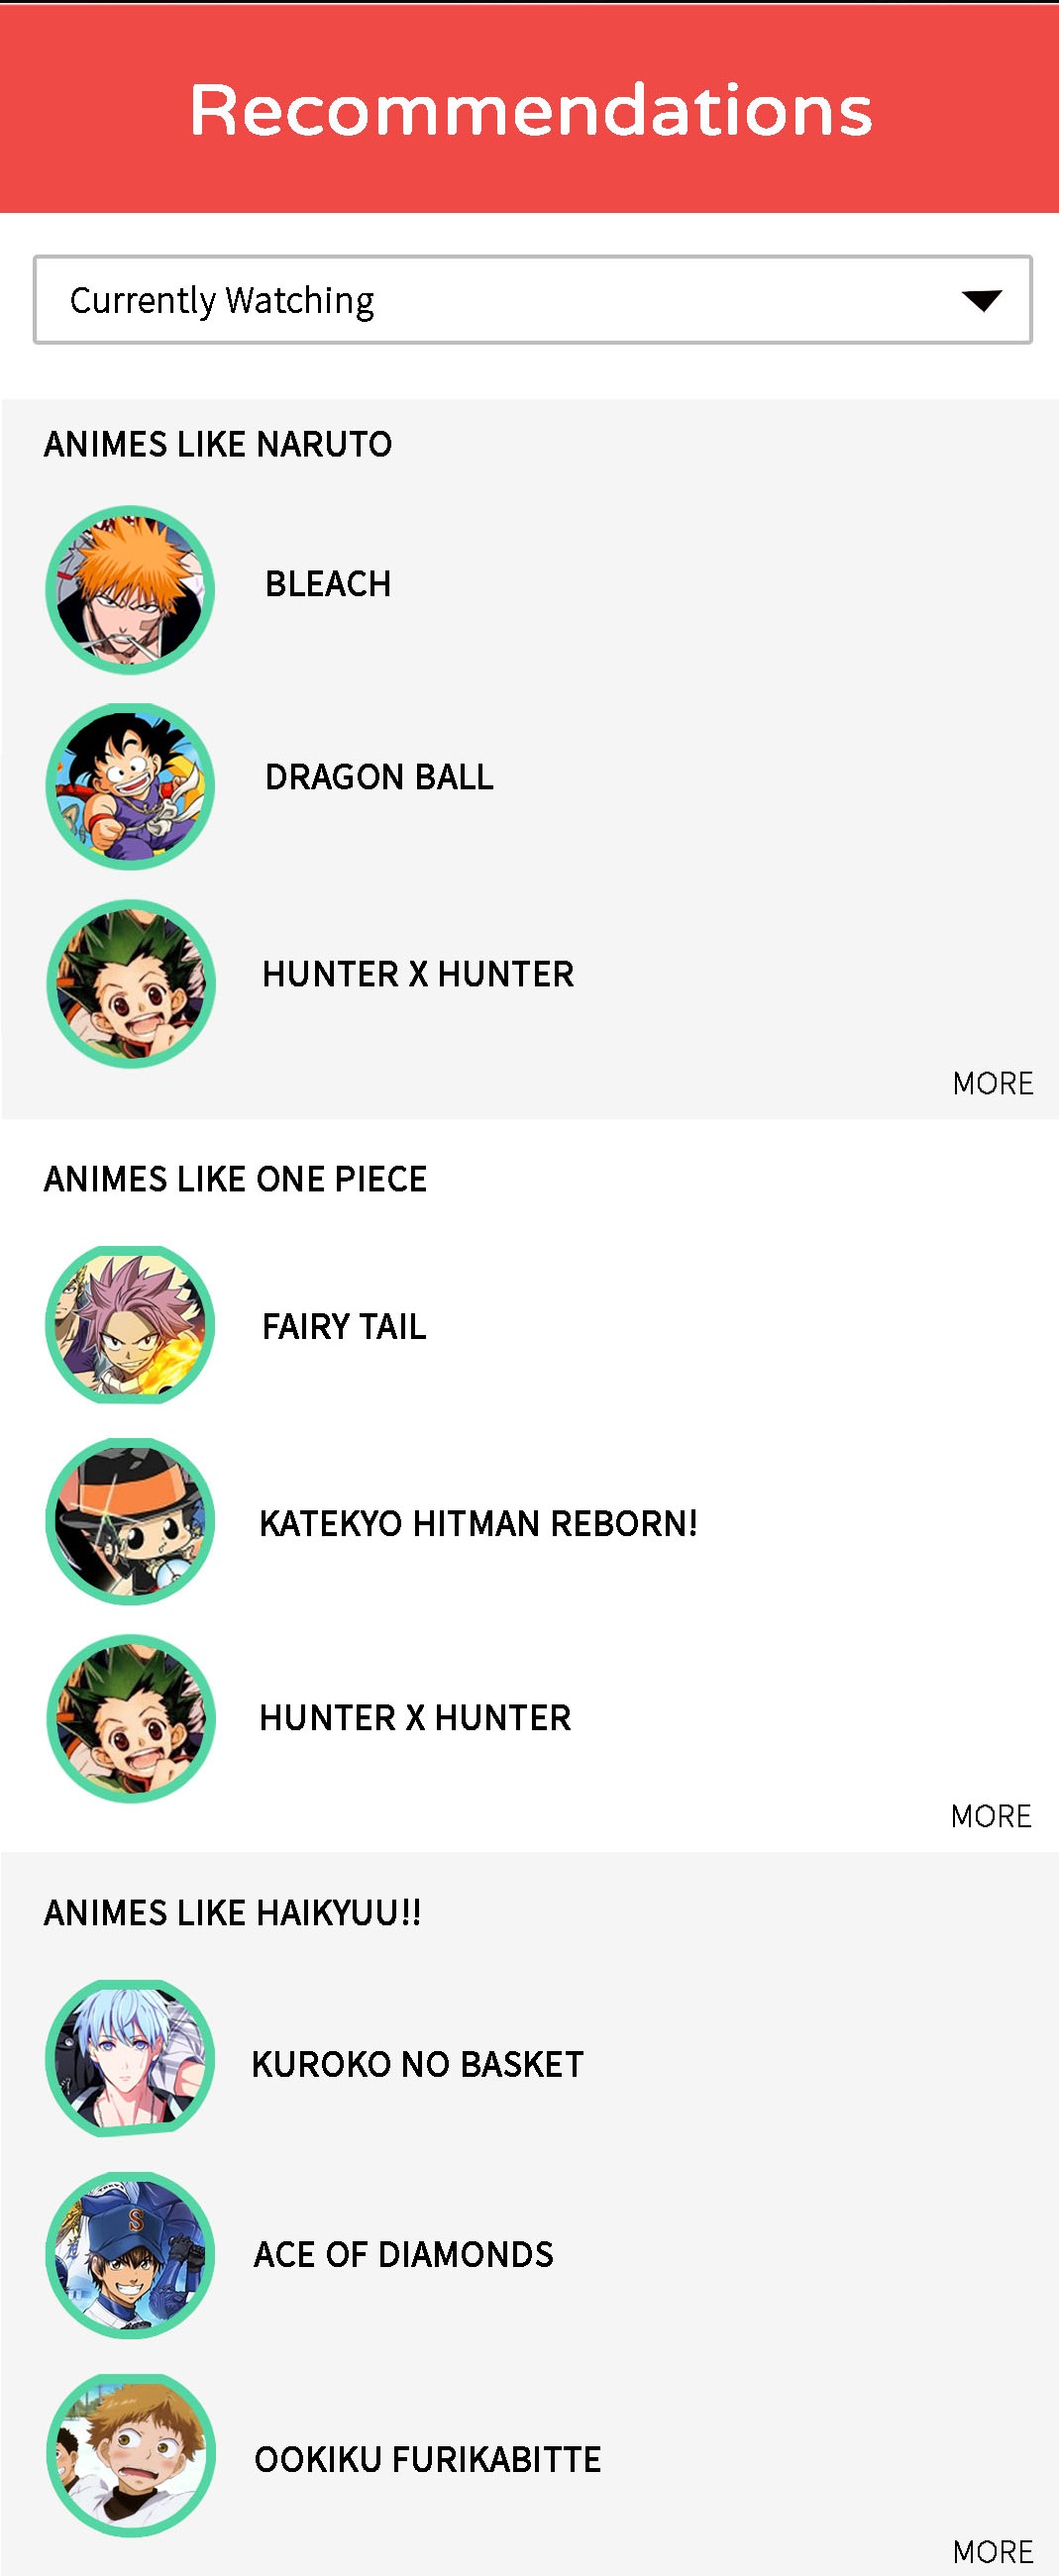 Recommendations
Currently Watching
ANIMES LIKE NARUTO
BLEACH
DRAGON BALL
HUNTER X HUNTER
MORE
ANIMES LIKE ONE PIECE
FAIRY TAIL
KATEKYO HITMAN REBORN!
HUNTER X HUNTER
MORE
ANIMES LIKE HAIKYUU!!
KUROKO NO BASKET
S
ACE OF DIAMONDS
OOKIKU FURIKABITTE
MORE